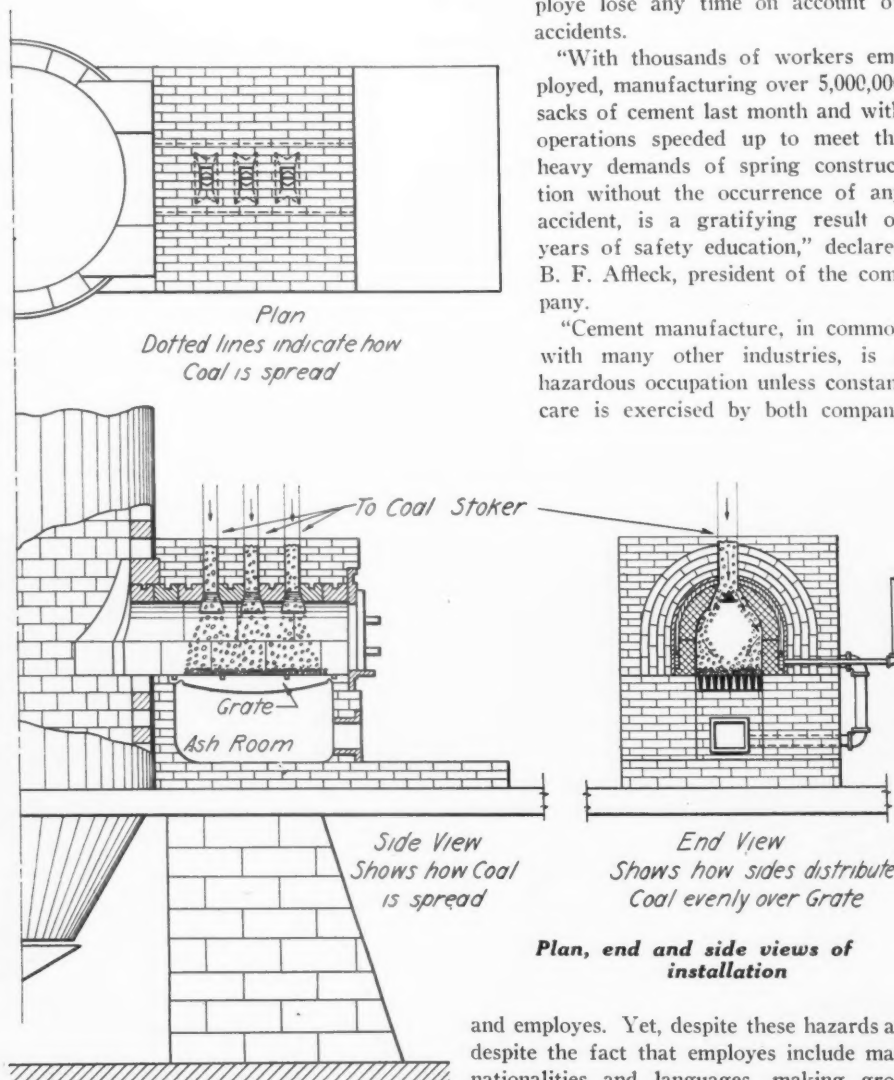 ploye lose any time on account o
accidents.
“With thousands of workers em
ployed, manufacturing over 5,000,00
sacks of cement last month and with
operations speeded up to meet th
heavy demands of spring construc
tion without the occurrence of an
accident, is a gratifying result o
years of safety education,” declare
B. F. Affleck, president of the com
pany.
“Cement manufacture, in commo
with many other industries, is
hazardous occupation unless constan
care is exercised by both compan
Plan
Dotted lines indicate how
Coal is spread
To Coal Stoker
Grate
Ash Room
Side View
Shows how Coal
is spread
End View
Shows how sides distribute
Coal evenly over Grate
Plan, end and side views of
installation
and employes. Yet, despite these hazards a
despite the fact that employes include ma